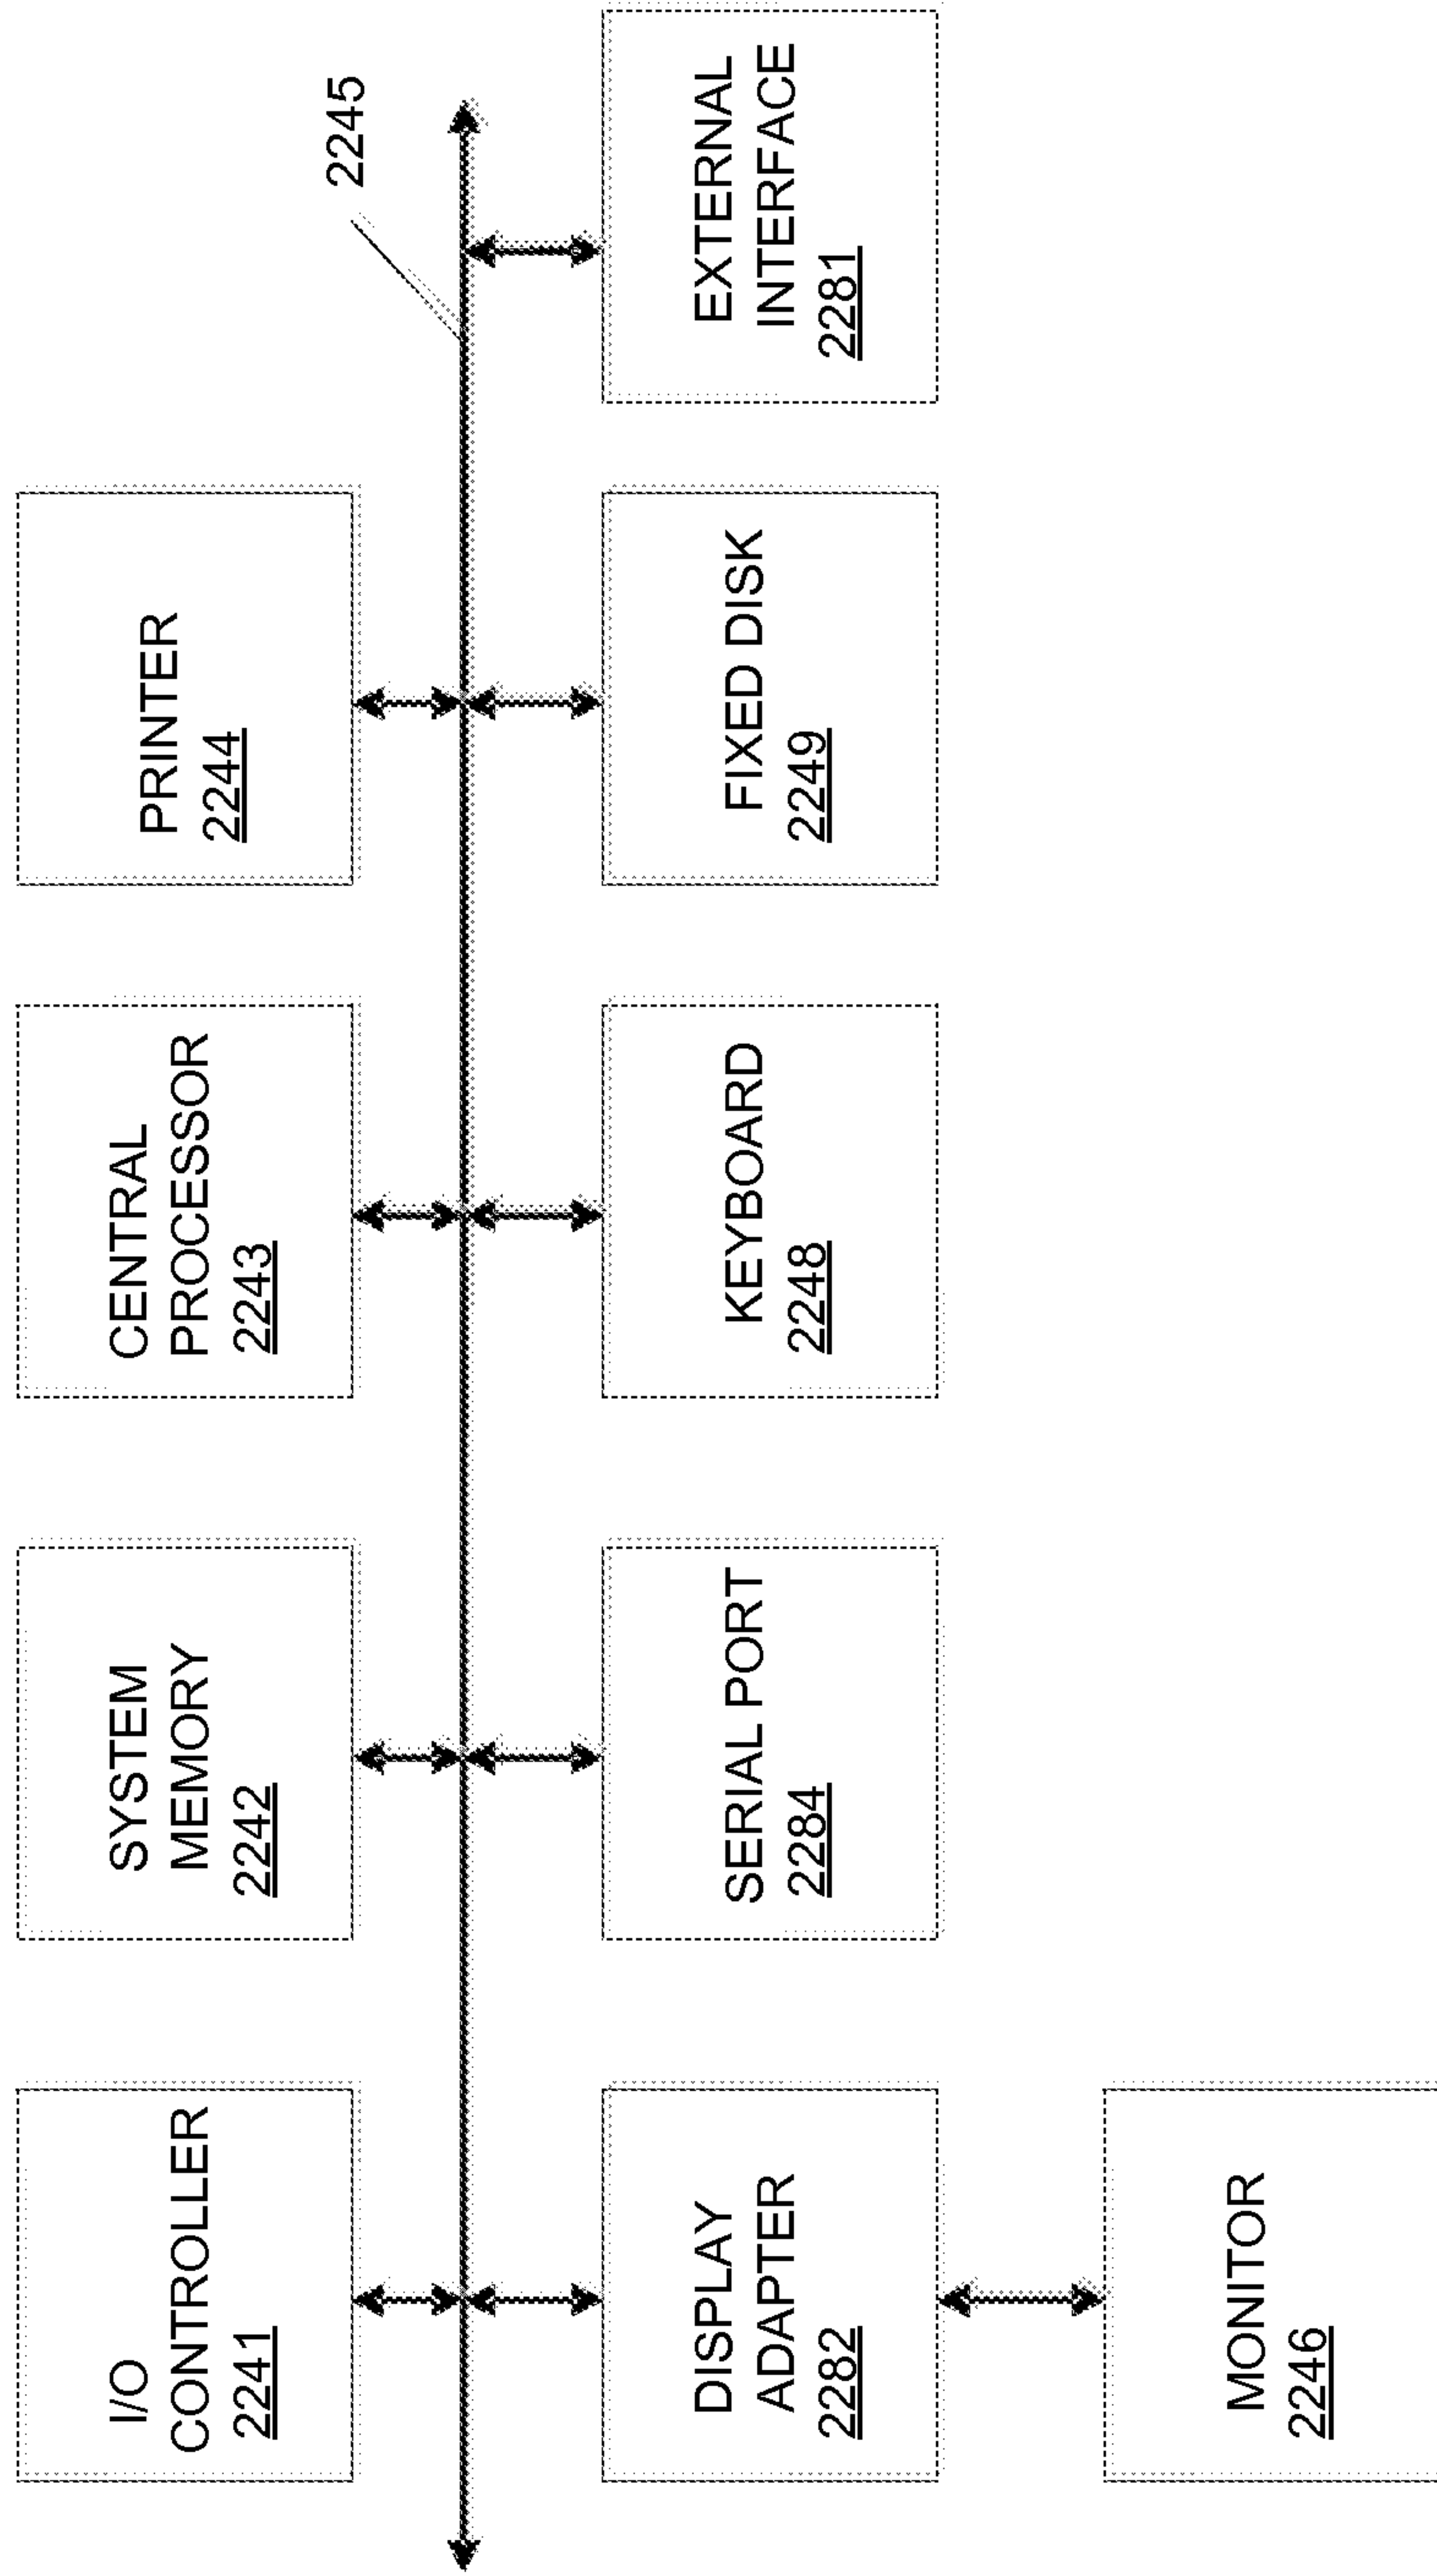 I/O
CONTROLLER
2241
SYSTEM
MEMORY
2242
CENTRAL
PROCESSOR
2243
PRINTER
2244
2245
DISPLAY
ADAPTER
2282
SERIAL PORT
2284
KEYBOARD
2248
FIXED DISK
2249
EXTERNAL
INTERFACE
2281
MONITOR
2246